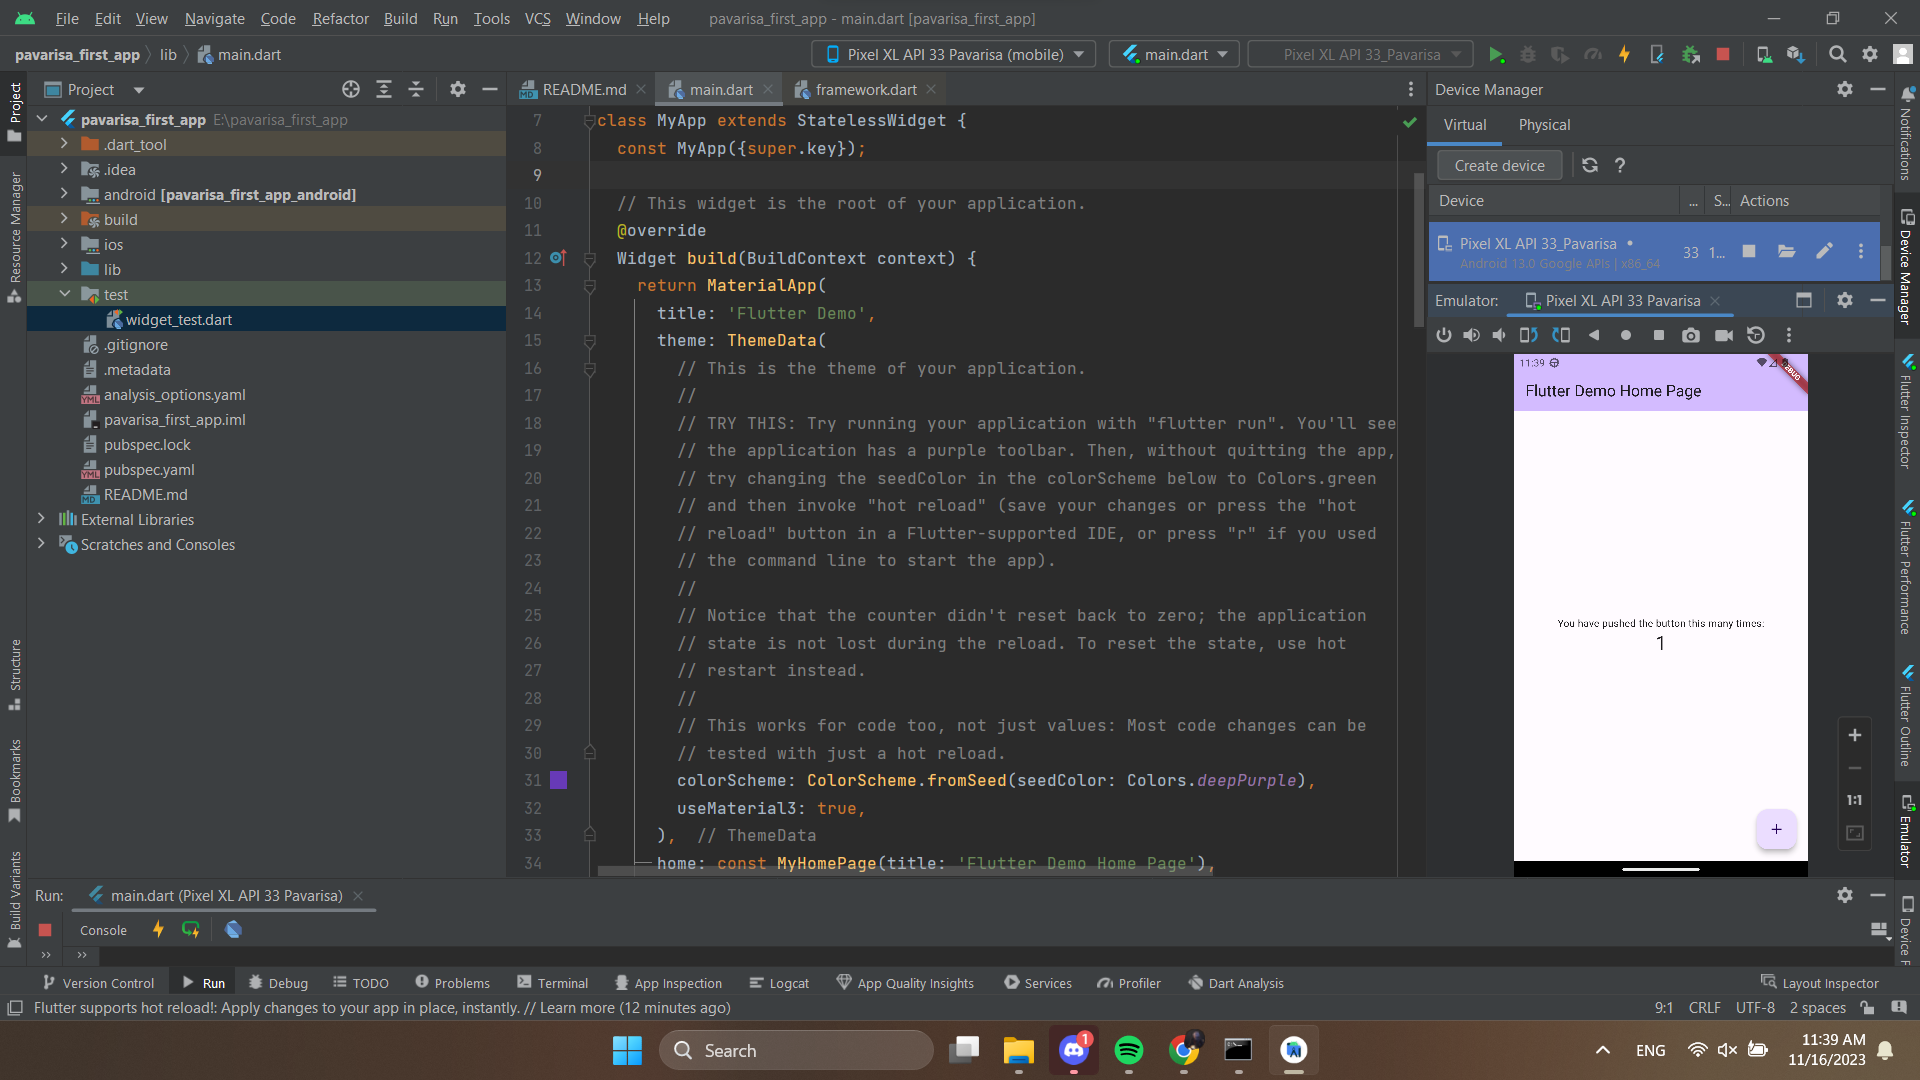 File Edit View Navigate Code Refactor Build Run Tools VCS Window Help pavarisa_first_app - main.dart [pavarisa_first_app]
pavarisa_first_app lib main.dart Pixel XL API 33 Pavarisa (mobile) main.dart Pixel XL API 33_Pavarisa
Project
README.md main.dart framework.dart
pavarisa_first_app E:\pavarisa_first_app
.dart_tool
.idea
android [pavarisa_first_app_android]
build
ios
lib
test
widget_test.dart
.gitignore
.metadata
analysis_options.yaml
pavarisa_first_app.iml
pubspec.lock
pubspec.yaml
README.md
External Libraries
Scratches and Consoles
Project
Resource Manager
Structure
Bookmarks
Build Variants
7 class MyApp extends StatelessWidget {
8 const MyApp({super.key});
9
10 // This widget is the root of your application.
11 @override
12 Widget build(BuildContext context) {
13 return MaterialApp(
14 title: 'Flutter Demo',
15 theme: ThemeData(
16 // This is the theme of your application.
17 //
18 // TRY THIS: Try running your application with "flutter run". You'll see
19 // the application has a purple toolbar. Then, without quitting the app,
20 // try changing the seedColor in the colorScheme below to Colors.green
21 // and then invoke "hot reload" (save your changes or press the "hot
22 // reload" button in a Flutter-supported IDE, or press "r" if you used
23 // the command line to start the app).
24 //
25 // Notice that the counter didn't reset back to zero; the application
26 // state is not lost during the reload. To reset the state, use hot
27 // restart instead.
28 //
29 // This works for code too, not just values: Most code changes can be
30 // tested with just a hot reload.
31 colorScheme: ColorScheme.fromSeed(seedColor: Colors.deepPurple),
32 useMaterial3: true,
33 ), // ThemeData
34 home: const MyHomePage(title: 'Flutter Demo Home Page'),
Device Manager
Virtual Physical
Create device ?
Device ... S... Actions
Pixel XL API 33_Pavarisa • 33 1...
Android 13.0 Google APIs | x86_64
Emulator: Pixel XL API 33 Pavarisa
11:39
Flutter Demo Home Page
You have pushed the button this many times:
1
+
+
−
1:1
Notifications
Device Manager
Flutter Inspector
Flutter Performance
Flutter Outline
Emulator
Device F
Run: main.dart (Pixel XL API 33 Pavarisa)
Console
Version Control Run Debug TODO Problems Terminal App Inspection Logcat App Quality Insights Services Profiler Dart Analysis Layout Inspector
Flutter supports hot reload!: Apply changes to your app in place, instantly. // Learn more (12 minutes ago) 9:1 CRLF UTF-8 2 spaces
Search 1 ENG 11:39 AM
11/16/2023